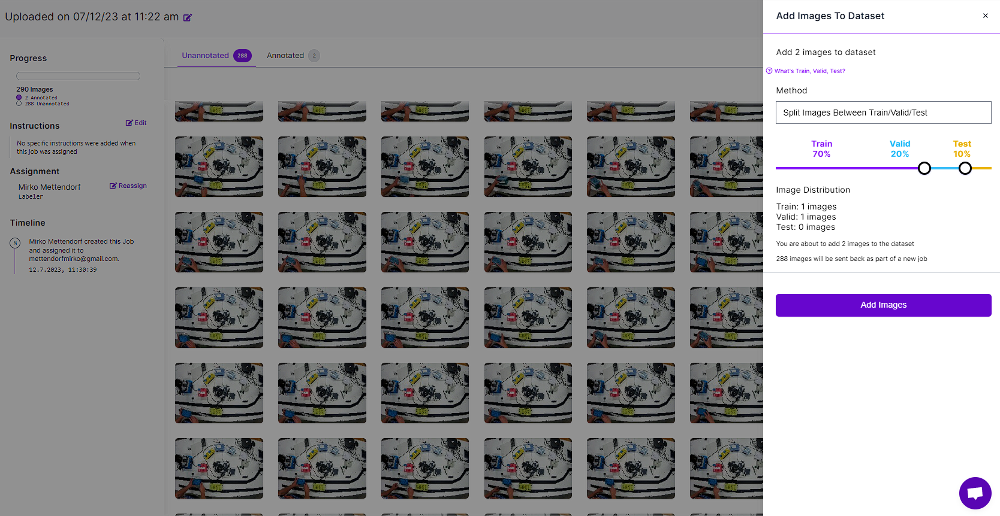 Uploaded on 07/12/23 at 11:22 am
Progress
290 Images
2 Annotated
288 Unannotated
Instructions
Edit
No specific instructions were added when
this job was assigned
Assignment
Mirko Mettendorf
Reassign
Labeler
Timeline
M
Mirko Mettendorf created this Job
and assigned it to
mettendorfmirko@gmail.com.
12.7.2023, 11:30:39
Unannotated 288
Annotated 2
Add Images To Dataset
Add 2 images to dataset
What's Train, Valid, Test?
Method
Split Images Between Train/Valid/Test
Train
70%
Valid
20%
Test
10%
Image Distribution
Train: 1 images
Valid: 1 images
Test: 0 images
You are about to add 2 images to the dataset
288 images will be sent back as part of a new job
Add Images